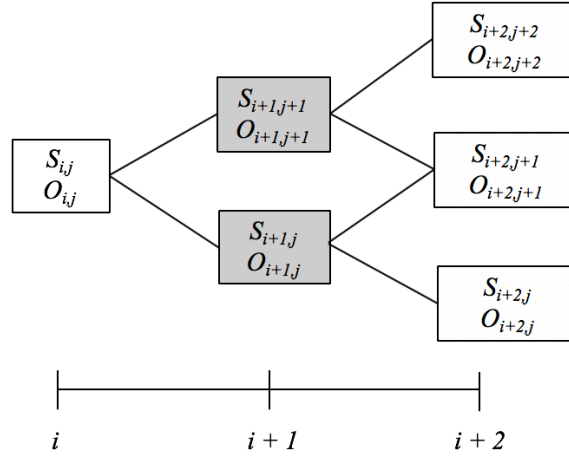 S_{i+2,j+2}
O_{i+2,j+2}
S_{i+1,j+1}
O_{i+1,j+1}
S_{i,j}
O_{i,j}
S_{i+2,j+1}
O_{i+2,j+1}
S_{i+1,j}
O_{i+1,j}
S_{i+2,j}
O_{i+2,j}
i i + 1 i + 2